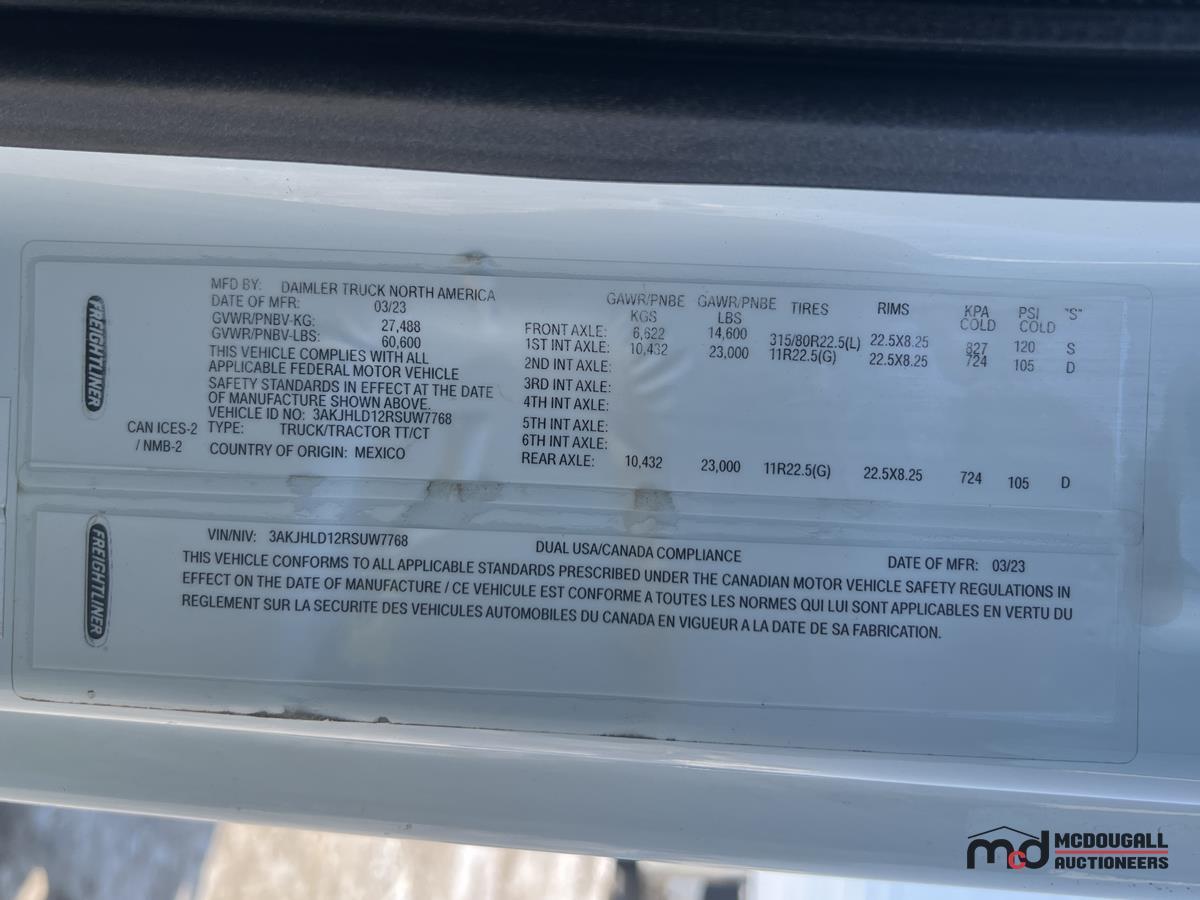 FREIGHTLINER
MFD BY: DAIMLER TRUCK NORTH AMERICA
DATE OF MFR: 03/23
GVWR/PNBV-KG: 27,488
GVWR/PNBV-LBS: 60,600
THIS VEHICLE COMPLIES WITH ALL
APPLICABLE FEDERAL MOTOR VEHICLE
SAFETY STANDARDS IN EFFECT AT THE DATE
OF MANUFACTURE SHOWN ABOVE.
VEHICLE ID NO: 3AKJHLD12RSUW7768
CAN ICES-2
/ NMB-2
TYPE: TRUCK/TRACTOR TT/CT
COUNTRY OF ORIGIN: MEXICO
GAWR/PNBE KGS GAWR/PNBE LBS TIRES RIMS KPA COLD PSI COLD "S"
FRONT AXLE: 6,622 14,600 315/80R22.5(L) 22.5X8.25 827 120 S
1ST INT AXLE: 10,432 23,000 11R22.5(G) 22.5X8.25 724 105 D
2ND INT AXLE:
3RD INT AXLE:
4TH INT AXLE:
5TH INT AXLE:
6TH INT AXLE:
REAR AXLE: 10,432 23,000 11R22.5(G) 22.5X8.25 724 105 D
FREIGHTLINER
VIN/NIV: 3AKJHLD12RSUW7768 DUAL USA/CANADA COMPLIANCE DATE OF MFR: 03/23
THIS VEHICLE CONFORMS TO ALL APPLICABLE STANDARDS PRESCRIBED UNDER THE CANADIAN MOTOR VEHICLE SAFETY REGULATIONS IN
EFFECT ON THE DATE OF MANUFACTURE / CE VEHICULE EST CONFORME A TOUTES LES NORMES QUI LUI SONT APPLICABLES EN VERTU DU
REGLEMENT SUR LA SECURITE DES VEHICULES AUTOMOBILES DU CANADA EN VIGUEUR A LA DATE DE SA FABRICATION.
mcd MCDOUGALL
AUCTIONEERS